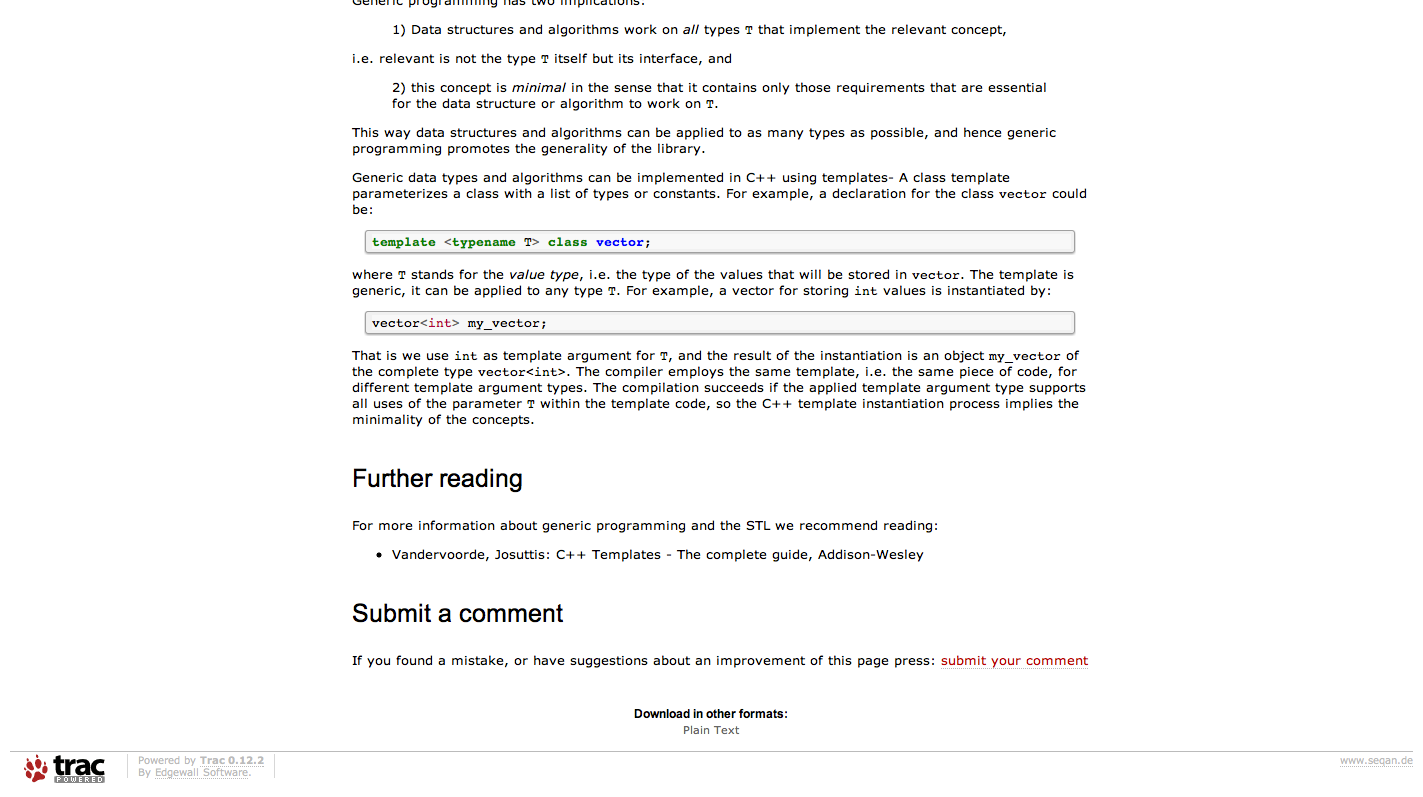 Generic programming has two implications:
1) Data structures and algorithms work on all types T that implement the relevant concept,
i.e. relevant is not the type T itself but its interface, and
2) this concept is minimal in the sense that it contains only those requirements that are essential
for the data structure or algorithm to work on T.
This way data structures and algorithms can be applied to as many types as possible, and hence generic
programming promotes the generality of the library.
Generic data types and algorithms can be implemented in C++ using templates- A class template
parameterizes a class with a list of types or constants. For example, a declaration for the class vector could
be:
template <typename T> class vector;
where T stands for the value type, i.e. the type of the values that will be stored in vector. The template is
generic, it can be applied to any type T. For example, a vector for storing int values is instantiated by:
vector<int> my_vector;
That is we use int as template argument for T, and the result of the instantiation is an object my_vector of
the complete type vector<int>. The compiler employs the same template, i.e. the same piece of code, for
different template argument types. The compilation succeeds if the applied template argument type supports
all uses of the parameter T within the template code, so the C++ template instantiation process implies the
minimality of the concepts.
Further reading
For more information about generic programming and the STL we recommend reading:
• Vandervoorde, Josuttis: C++ Templates - The complete guide, Addison-Wesley
Submit a comment
If you found a mistake, or have suggestions about an improvement of this page press: submit your comment
Download in other formats:
Plain Text
trac
POWERED
Powered by Trac 0.12.2
By Edgewall Software.
www.seqan.de